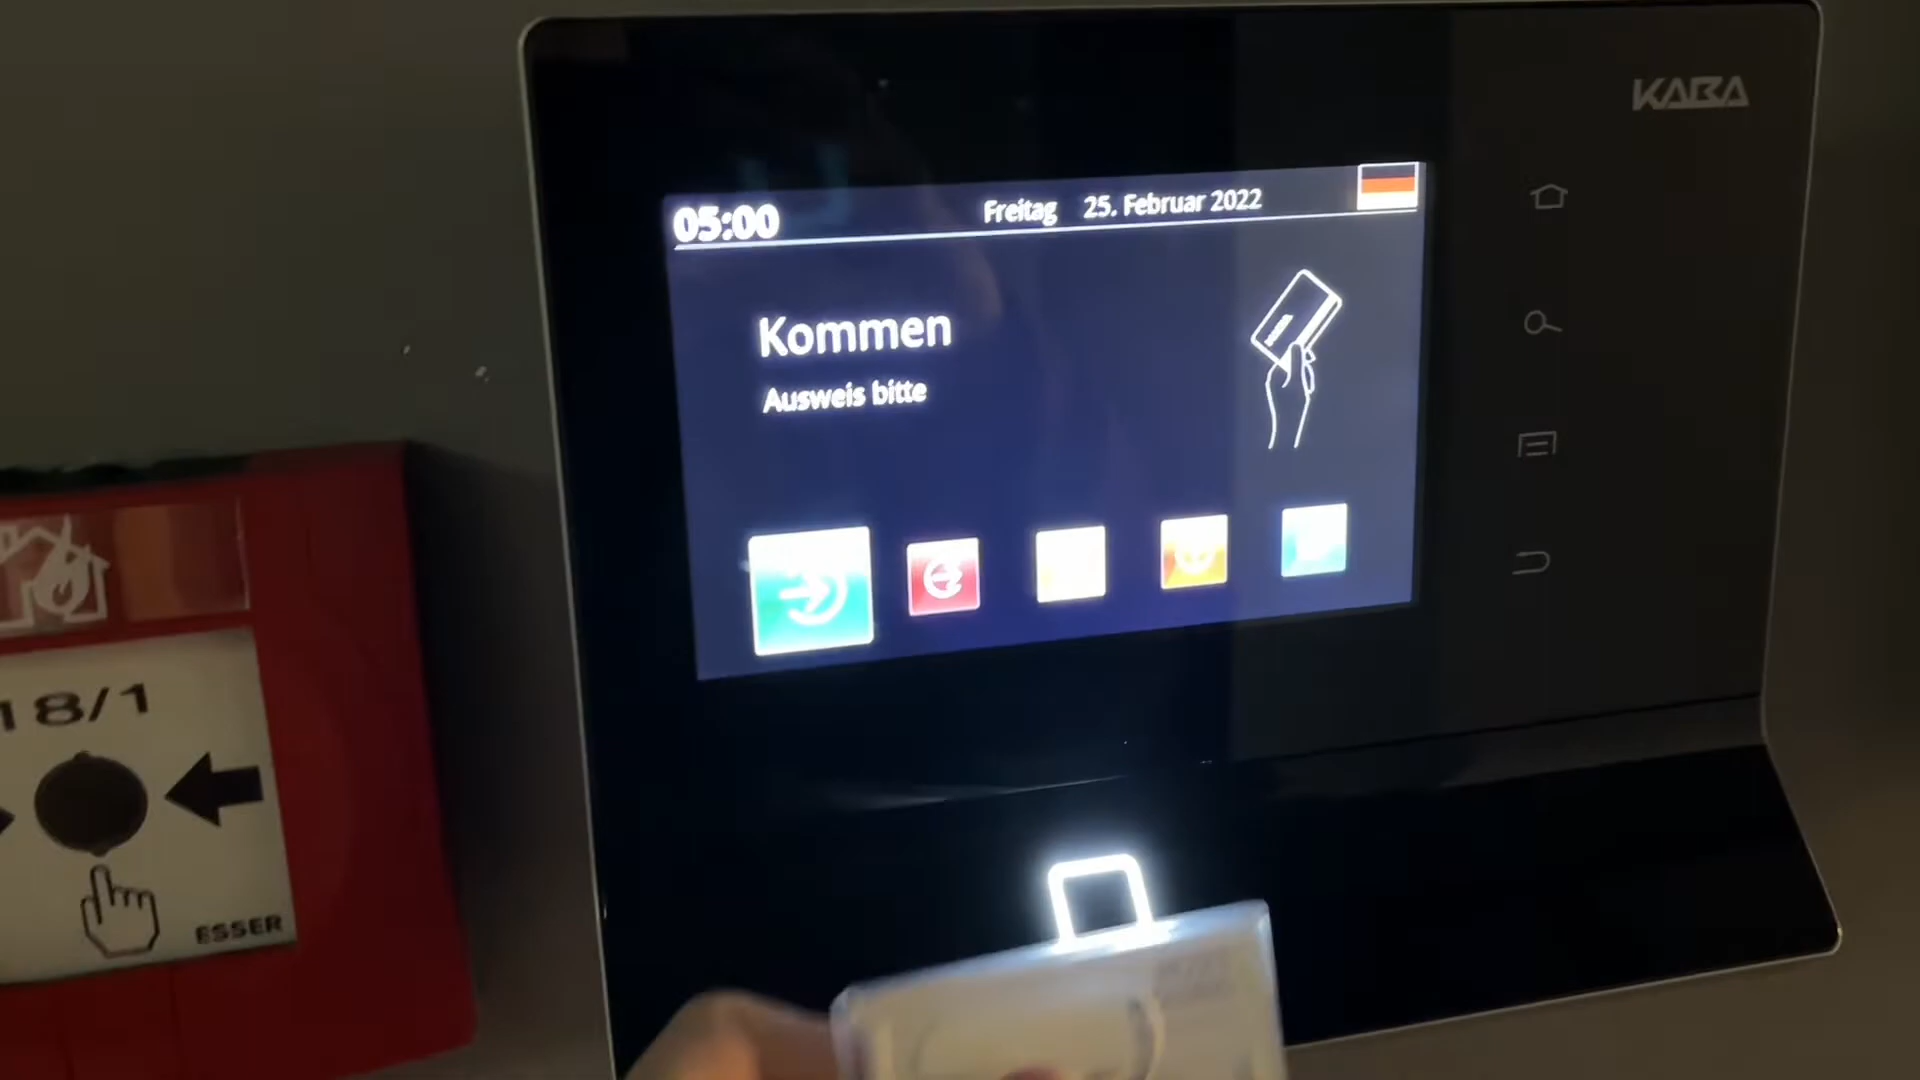 KABA
05:00 Freitag 25. Februar 2022
Kommen
Ausweis bitte
18/1
ESSER